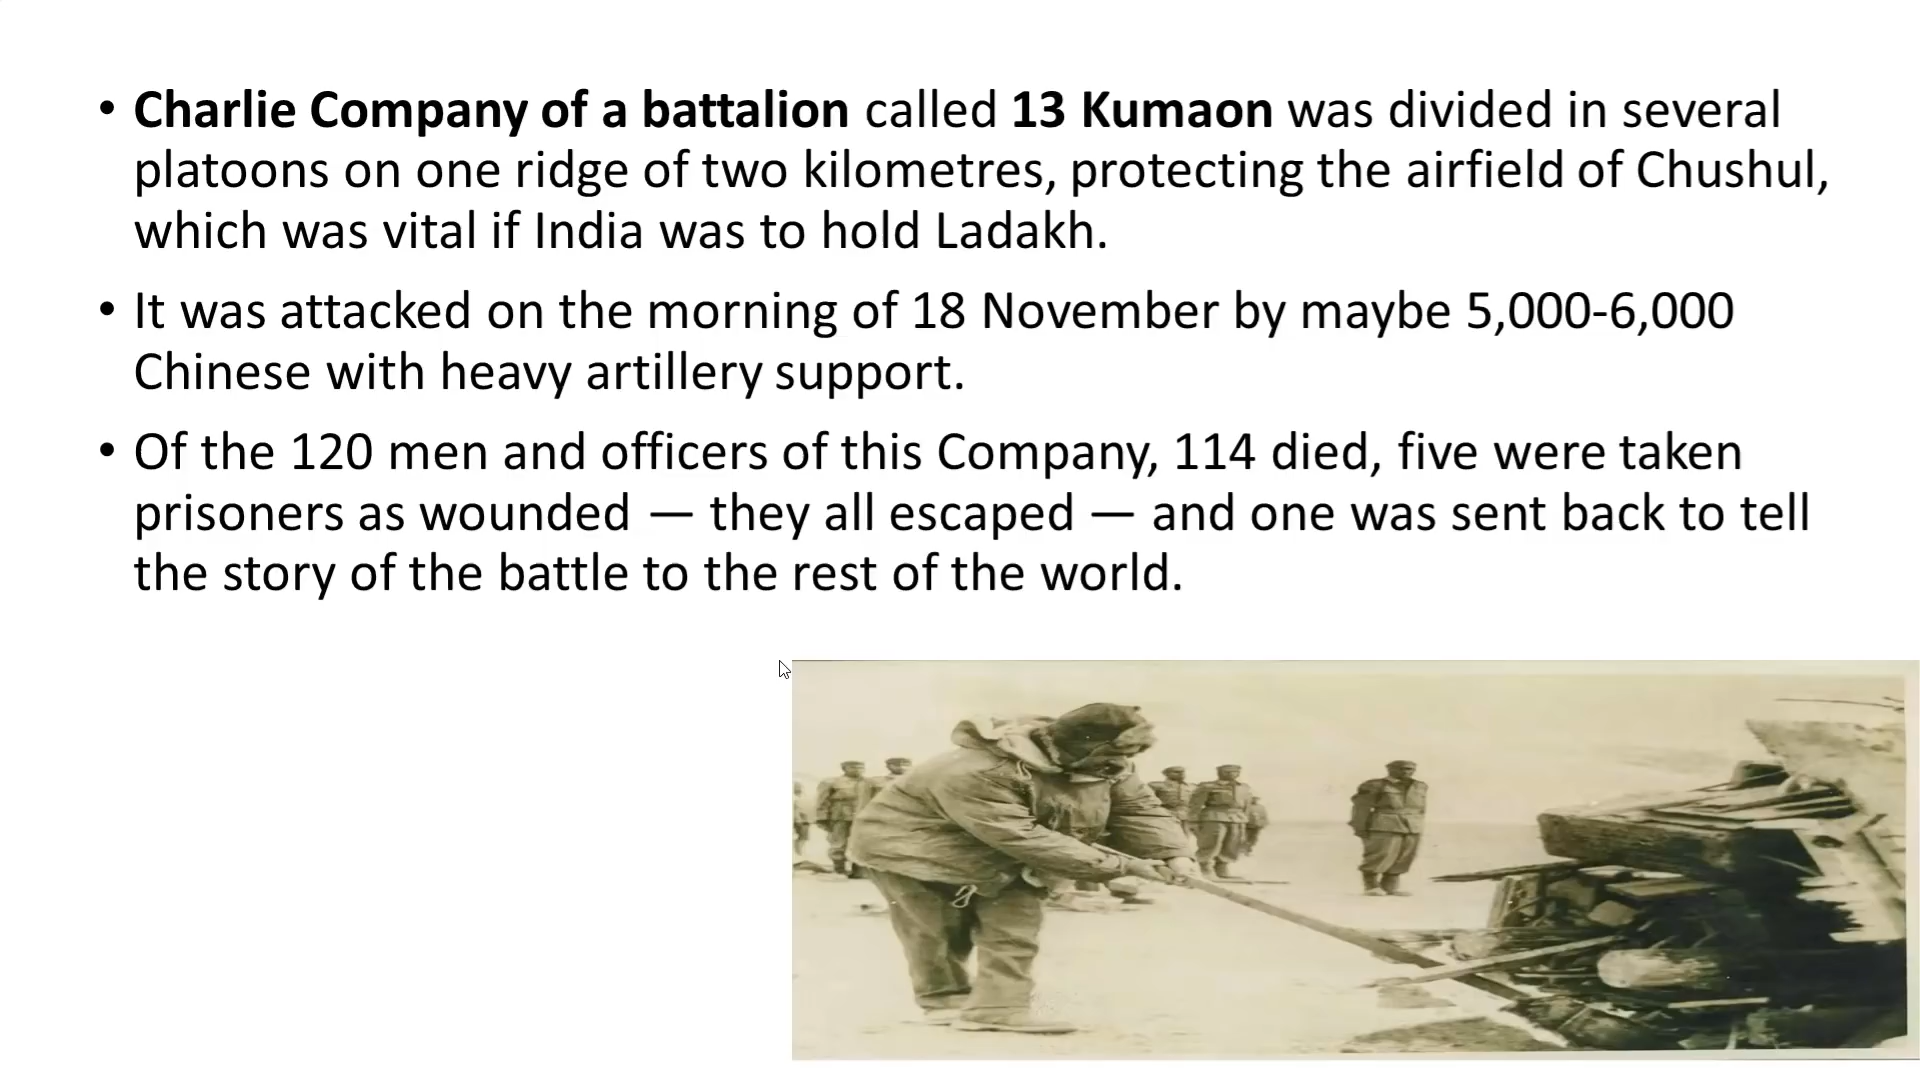 • Charlie Company of a battalion called 13 Kumaon was divided in several
platoons on one ridge of two kilometres, protecting the airfield of Chushul,
which was vital if India was to hold Ladakh.
• It was attacked on the morning of 18 November by maybe 5,000-6,000
Chinese with heavy artillery support.
• Of the 120 men and officers of this Company, 114 died, five were taken
prisoners as wounded — they all escaped — and one was sent back to tell
the story of the battle to the rest of the world.